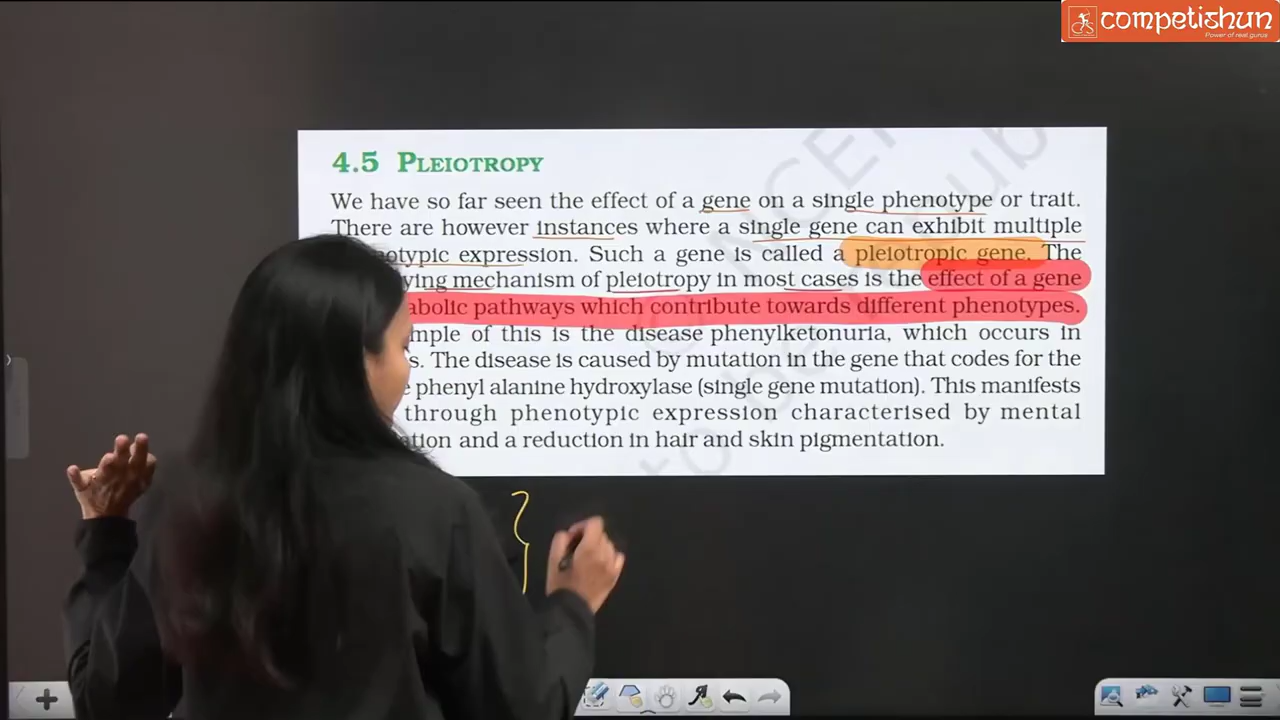 competishun
Power of real gurus
4.5 PLEIOTROPY
We have so far seen the effect of a gene on a single phenotype or trait.
There are however instances where a single gene can exhibit multiple
expression. Such a gene is called a pleiotropic gene. The
mechanism of pleiotropy in most cases is the effect of a gene
pathways which contribute towards different phenotypes.
of this is the disease phenylketonuria, which occurs in
The disease is caused by mutation in the gene that codes for the
phenyl alanine hydroxylase (single gene mutation). This manifests
through phenotypic expression characterised by mental
and a reduction in hair and skin pigmentation.